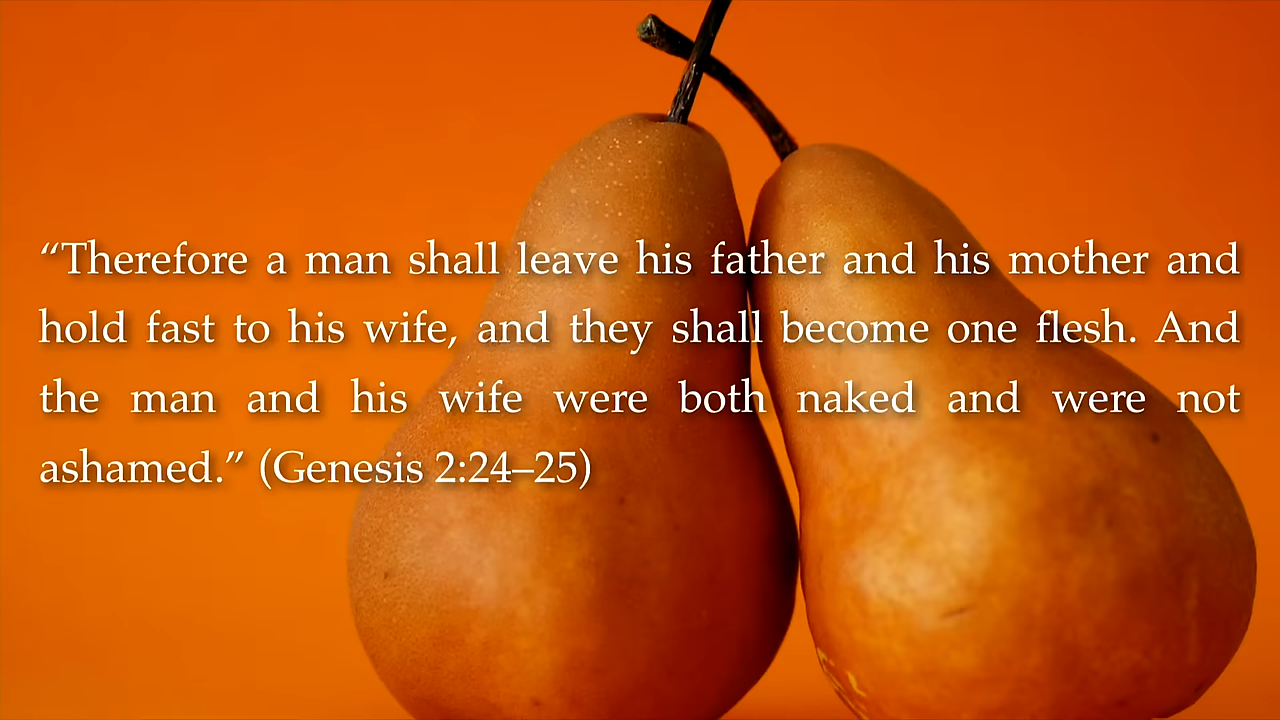 “Therefore a man shall leave his father and his mother and
hold fast to his wife, and they shall become one flesh. And
the man and his wife were both naked and were not
ashamed.” (Genesis 2:24–25)